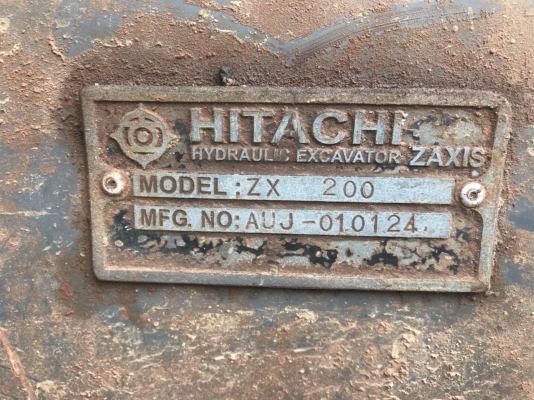 HITACHI
HYDRAULIC EXCAVATOR ZAXIS
MODEL: ZX 200
MFG. NO: AUJ-010124